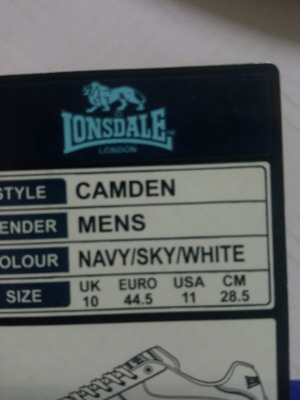 LONSDALE
LONDON
STYLE CAMDEN
ENDER MENS
OLOUR NAVY/SKY/WHITE
SIZE UK EURO USA CM
10 44.5 11 28.5